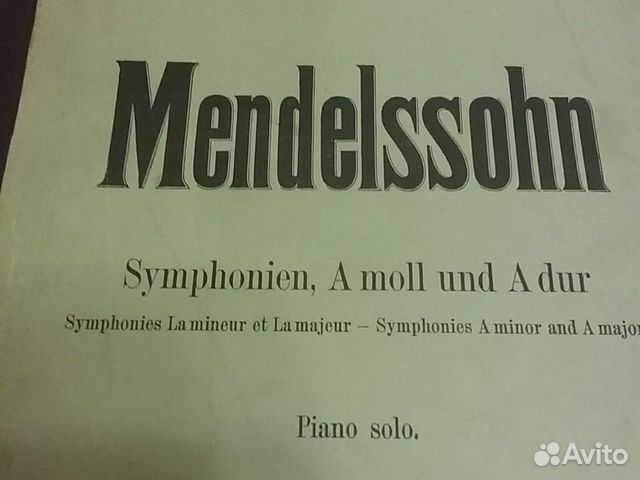 Mendelssohn
Symphonien, A moll und A dur
Symphonies La mineur et La majeur – Symphonies A minor and A major
Piano solo.
Avito